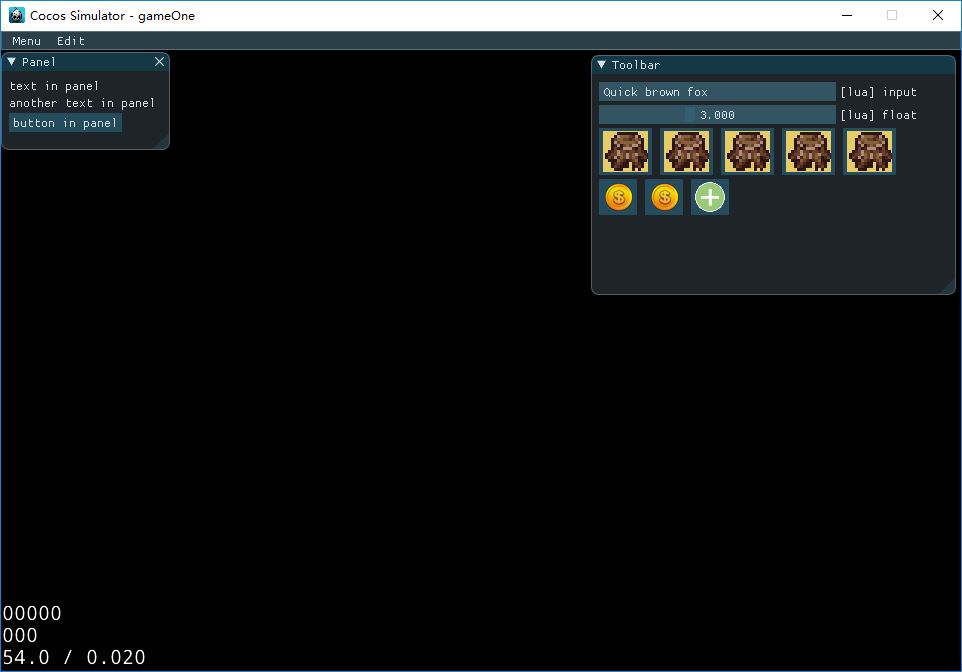 Cocos Simulator - gameOne
Menu Edit
Panel
text in panel
another text in panel
button in panel
Toolbar
Quick brown fox [lua] input
3.000 [lua] float
00000
000
54.0 / 0.020